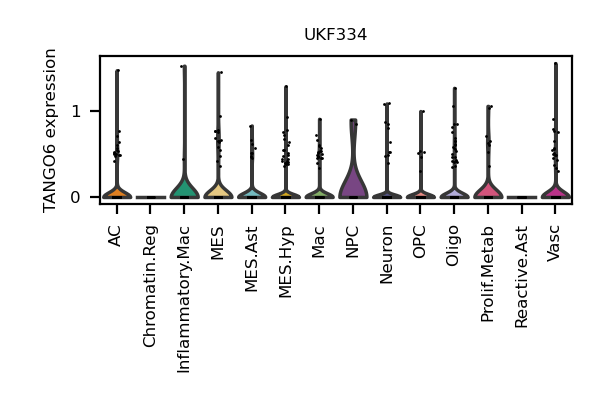 UKF334
TANGO6 expression
1
0
AC
Chromatin.Reg
Inflammatory.Mac
MES
MES.Ast
MES.Hyp
Mac
NPC
Neuron
OPC
Oligo
Prolif.Metab
Reactive.Ast
Vasc